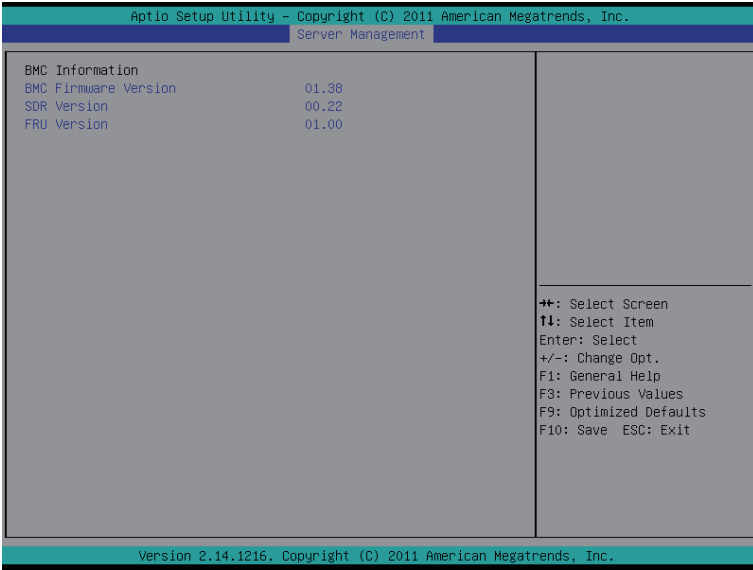 Aptio Setup Utility – Copyright (C) 2011 American Megatrends, Inc.
Server Management
BMC Information
BMC Firmware Version 01.38
SDR Version 00.22
FRU Version 01.00
→←: Select Screen
↑↓: Select Item
Enter: Select
+/-: Change Opt.
F1: General Help
F3: Previous Values
F9: Optimized Defaults
F10: Save ESC: Exit
Version 2.14.1216. Copyright (C) 2011 American Megatrends, Inc.